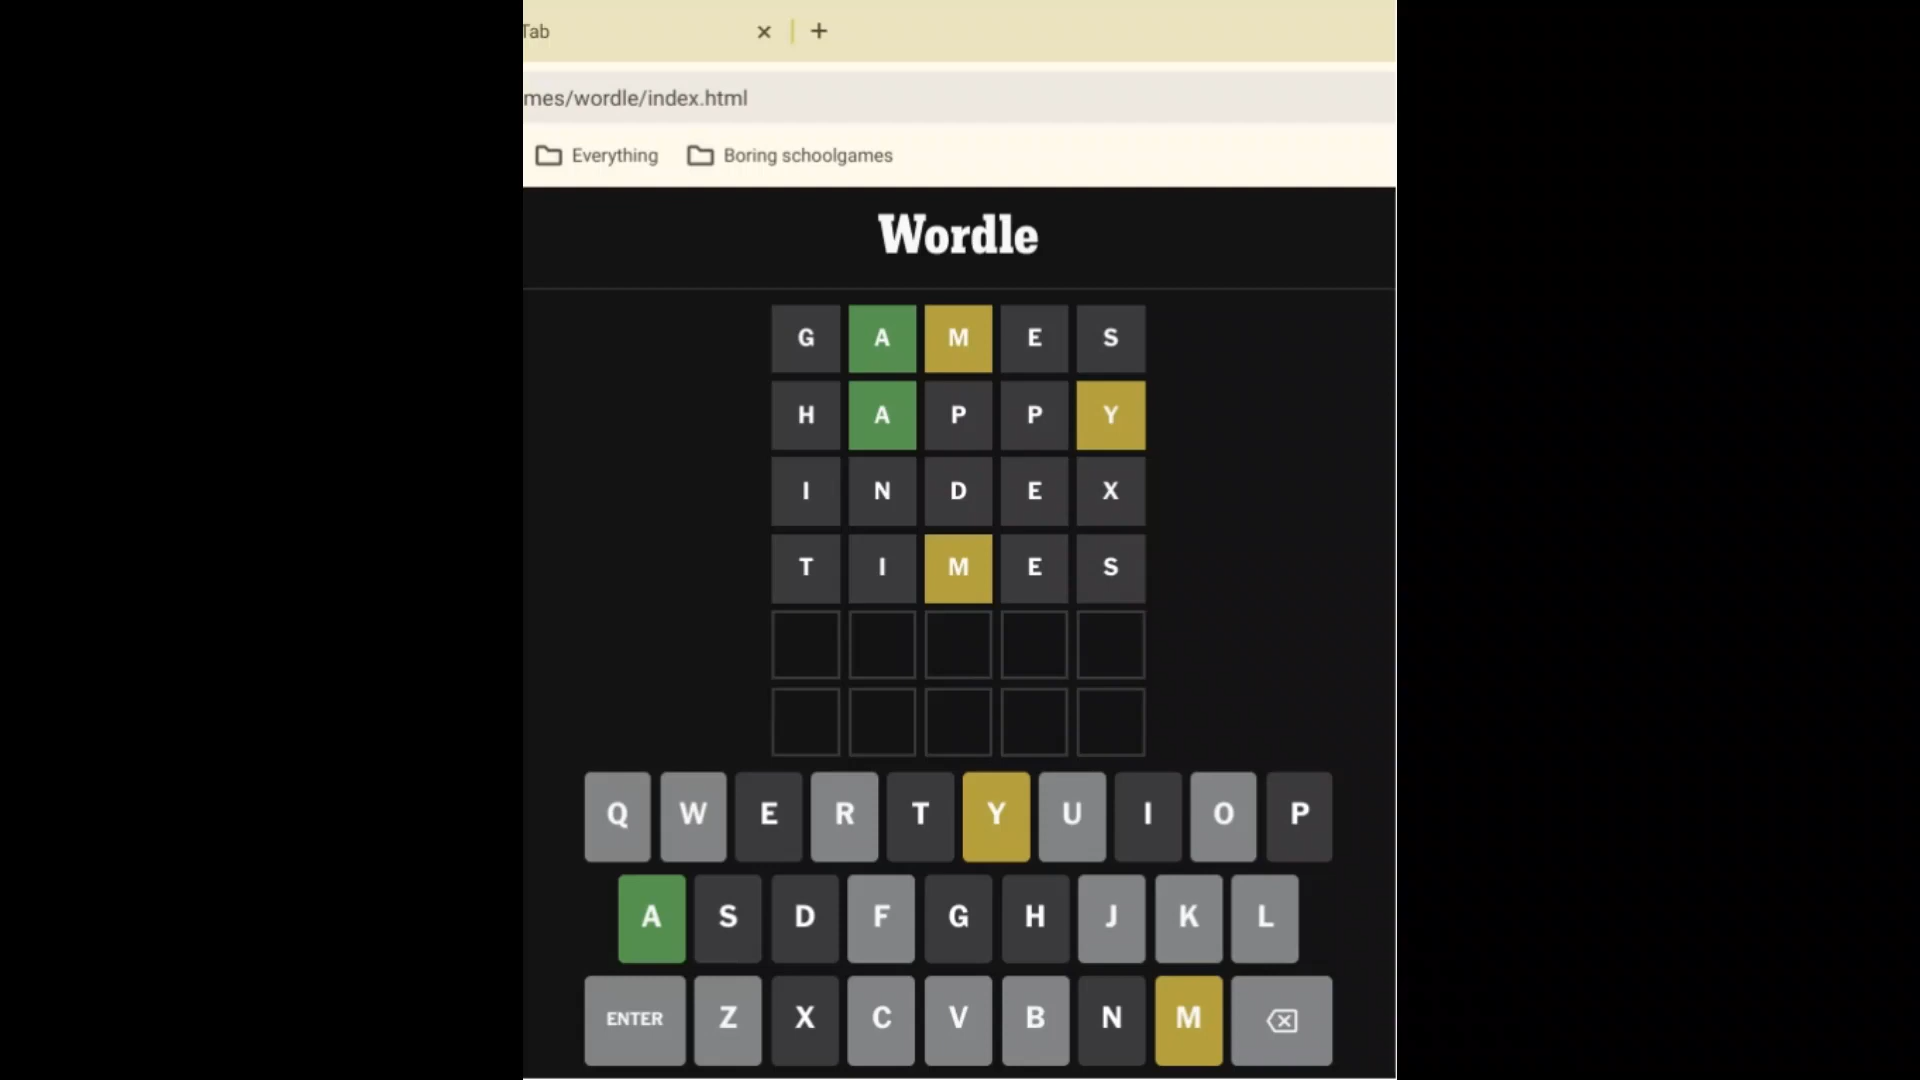 Tab
mes/wordle/index.html
Everything Boring schoolgames
Wordle
G A M E S
H A P P Y
I N D E X
T I M E S
Q W E R T Y U I O P
A S D F G H J K L
ENTER Z X C V B N M